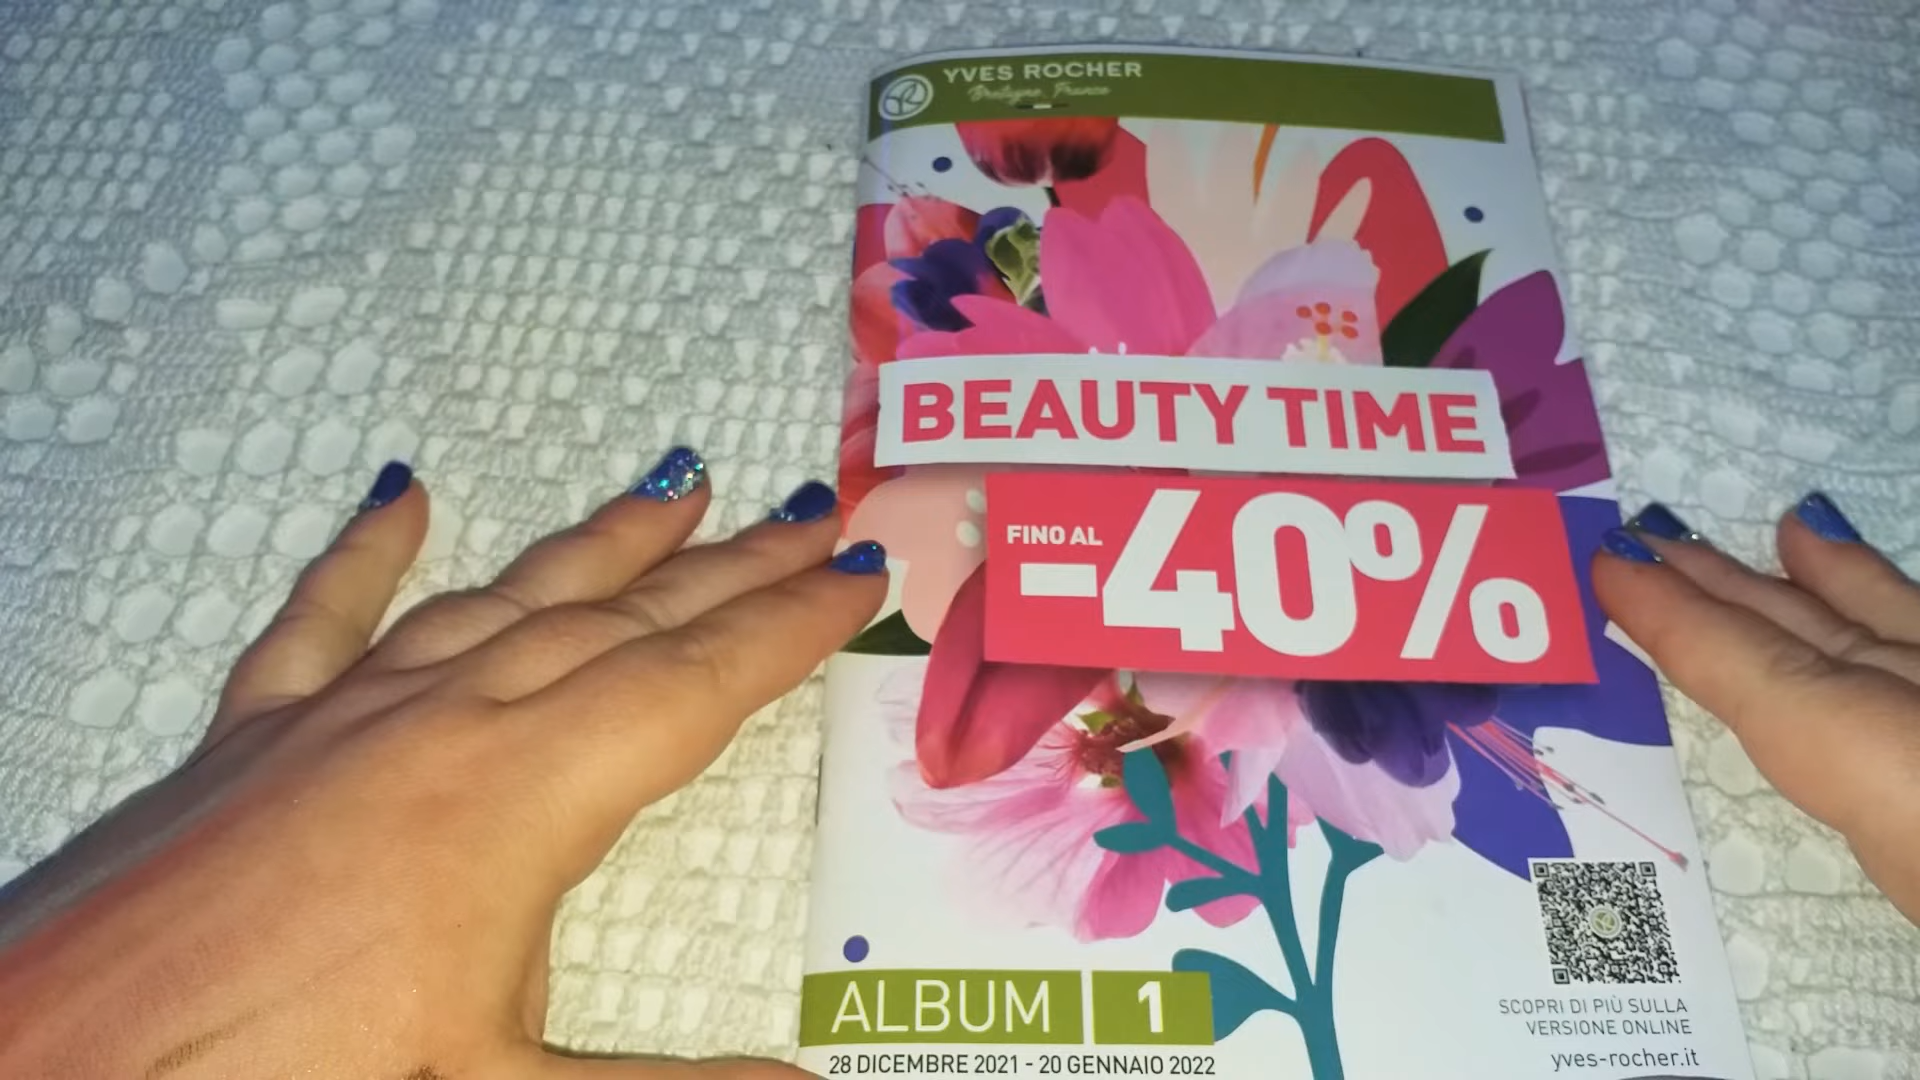 YVES ROCHER
Bretagne, France
BEAUTY TIME
FINO AL
-40%
ALBUM 1
28 DICEMBRE 2021 - 20 GENNAIO 2022
SCOPRI DI PIÙ SULLA
VERSIONE ONLINE
yves-rocher.it